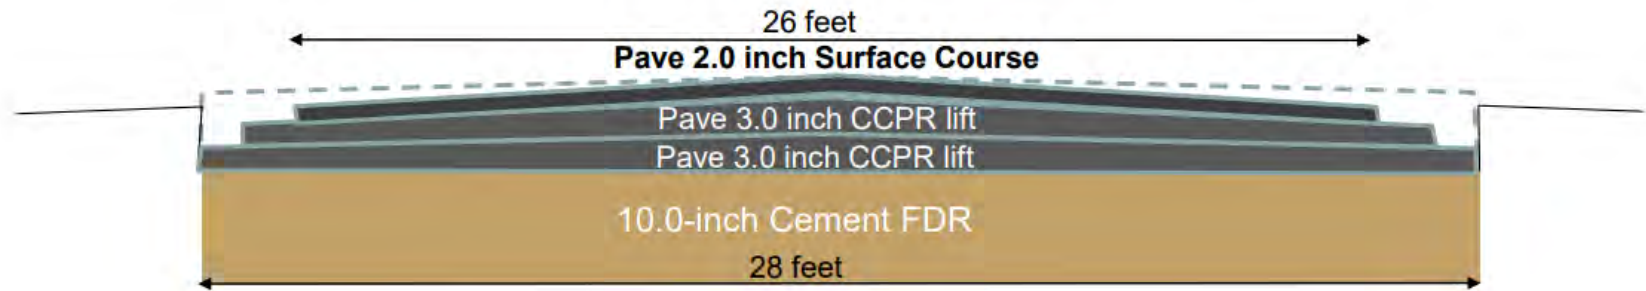 26 feet
Pave 2.0 inch Surface Course
Pave 3.0 inch CCPR lift
Pave 3.0 inch CCPR lift
10.0-inch Cement FDR
28 feet